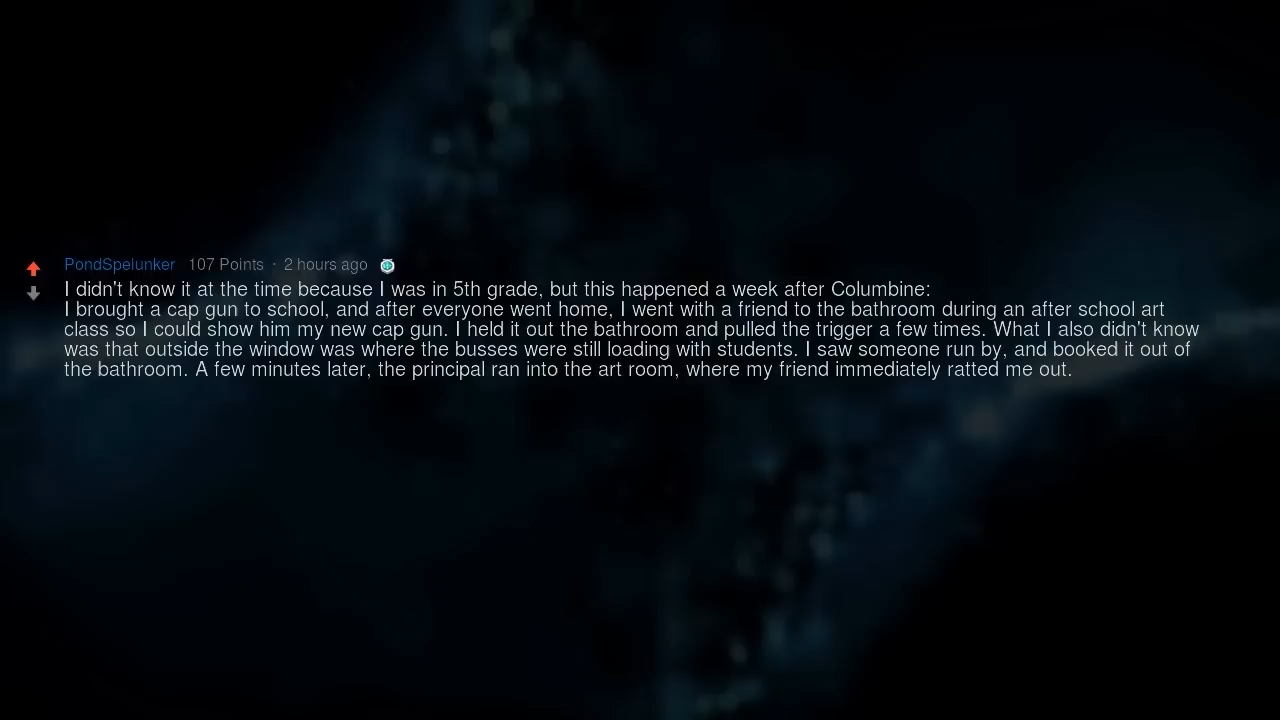 PondSpelunker 107 Points · 2 hours ago
I didn't know it at the time because I was in 5th grade, but this happened a week after Columbine:
I brought a cap gun to school, and after everyone went home, I went with a friend to the bathroom during an after school art
class so I could show him my new cap gun. I held it out the bathroom and pulled the trigger a few times. What I also didn't know
was that outside the window was where the busses were still loading with students. I saw someone run by, and booked it out of
the bathroom. A few minutes later, the principal ran into the art room, where my friend immediately ratted me out.